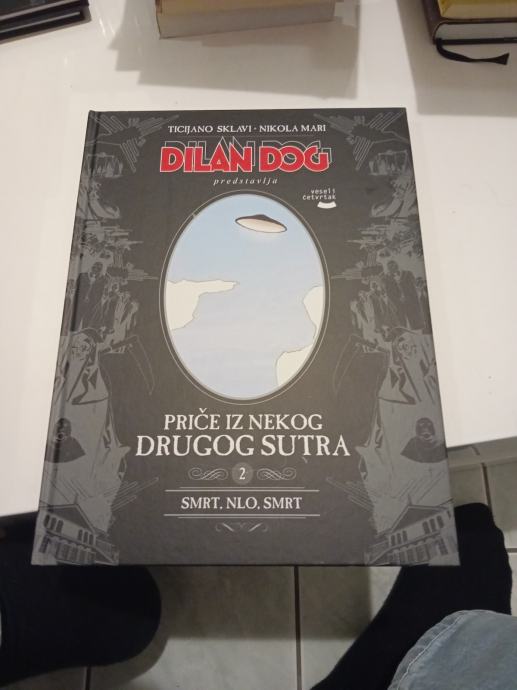 TICIJANO SKLAVI • NIKOLA MARI
DILAN DOG
predstavlja
veseli
četvrtak
PRIČE IZ NEKOG
DRUGOG SUTRA
2
SMRT, NLO, SMRT